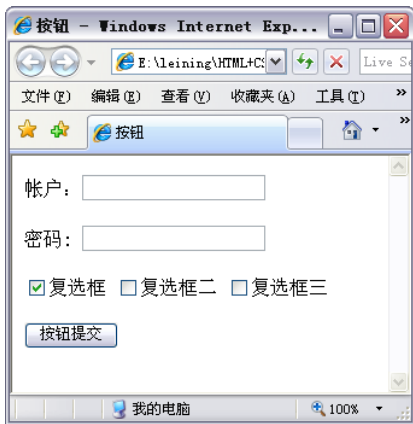 按钮 - Windows Internet Exp...
E:\leining\HTML+CS
Live Se
文件(F) 编辑(E) 查看(V) 收藏夹(A) 工具(T) »
按钮 »
帐户：
密码：
复选框 复选框二 复选框三
按钮提交
我的电脑 100%